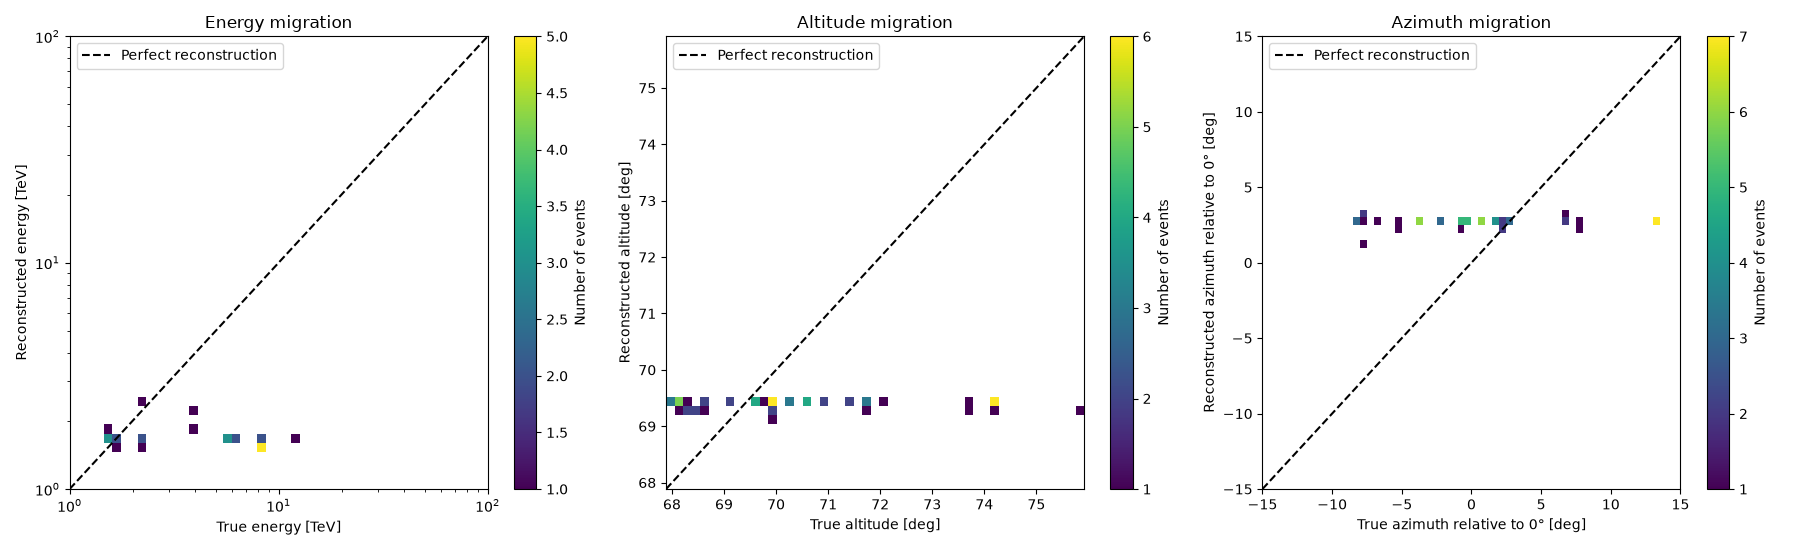 Energy migration
Perfect reconstruction
10²
10¹
10⁰
Reconstructed energy [TeV]
10⁰ 10¹ 10²
True energy [TeV]
5.0
4.5
4.0
3.5
3.0
2.5
2.0
1.5
1.0
Number of events
Altitude migration
Perfect reconstruction
75
74
73
72
71
70
69
68
Reconstructed altitude [deg]
68 69 70 71 72 73 74 75
True altitude [deg]
6
5
4
3
2
1
Number of events
Azimuth migration
Perfect reconstruction
15
10
5
0
−5
−10
−15
Reconstructed azimuth relative to 0° [deg]
−15 −10 −5 0 5 10 15
True azimuth relative to 0° [deg]
7
6
5
4
3
2
1
Number of events